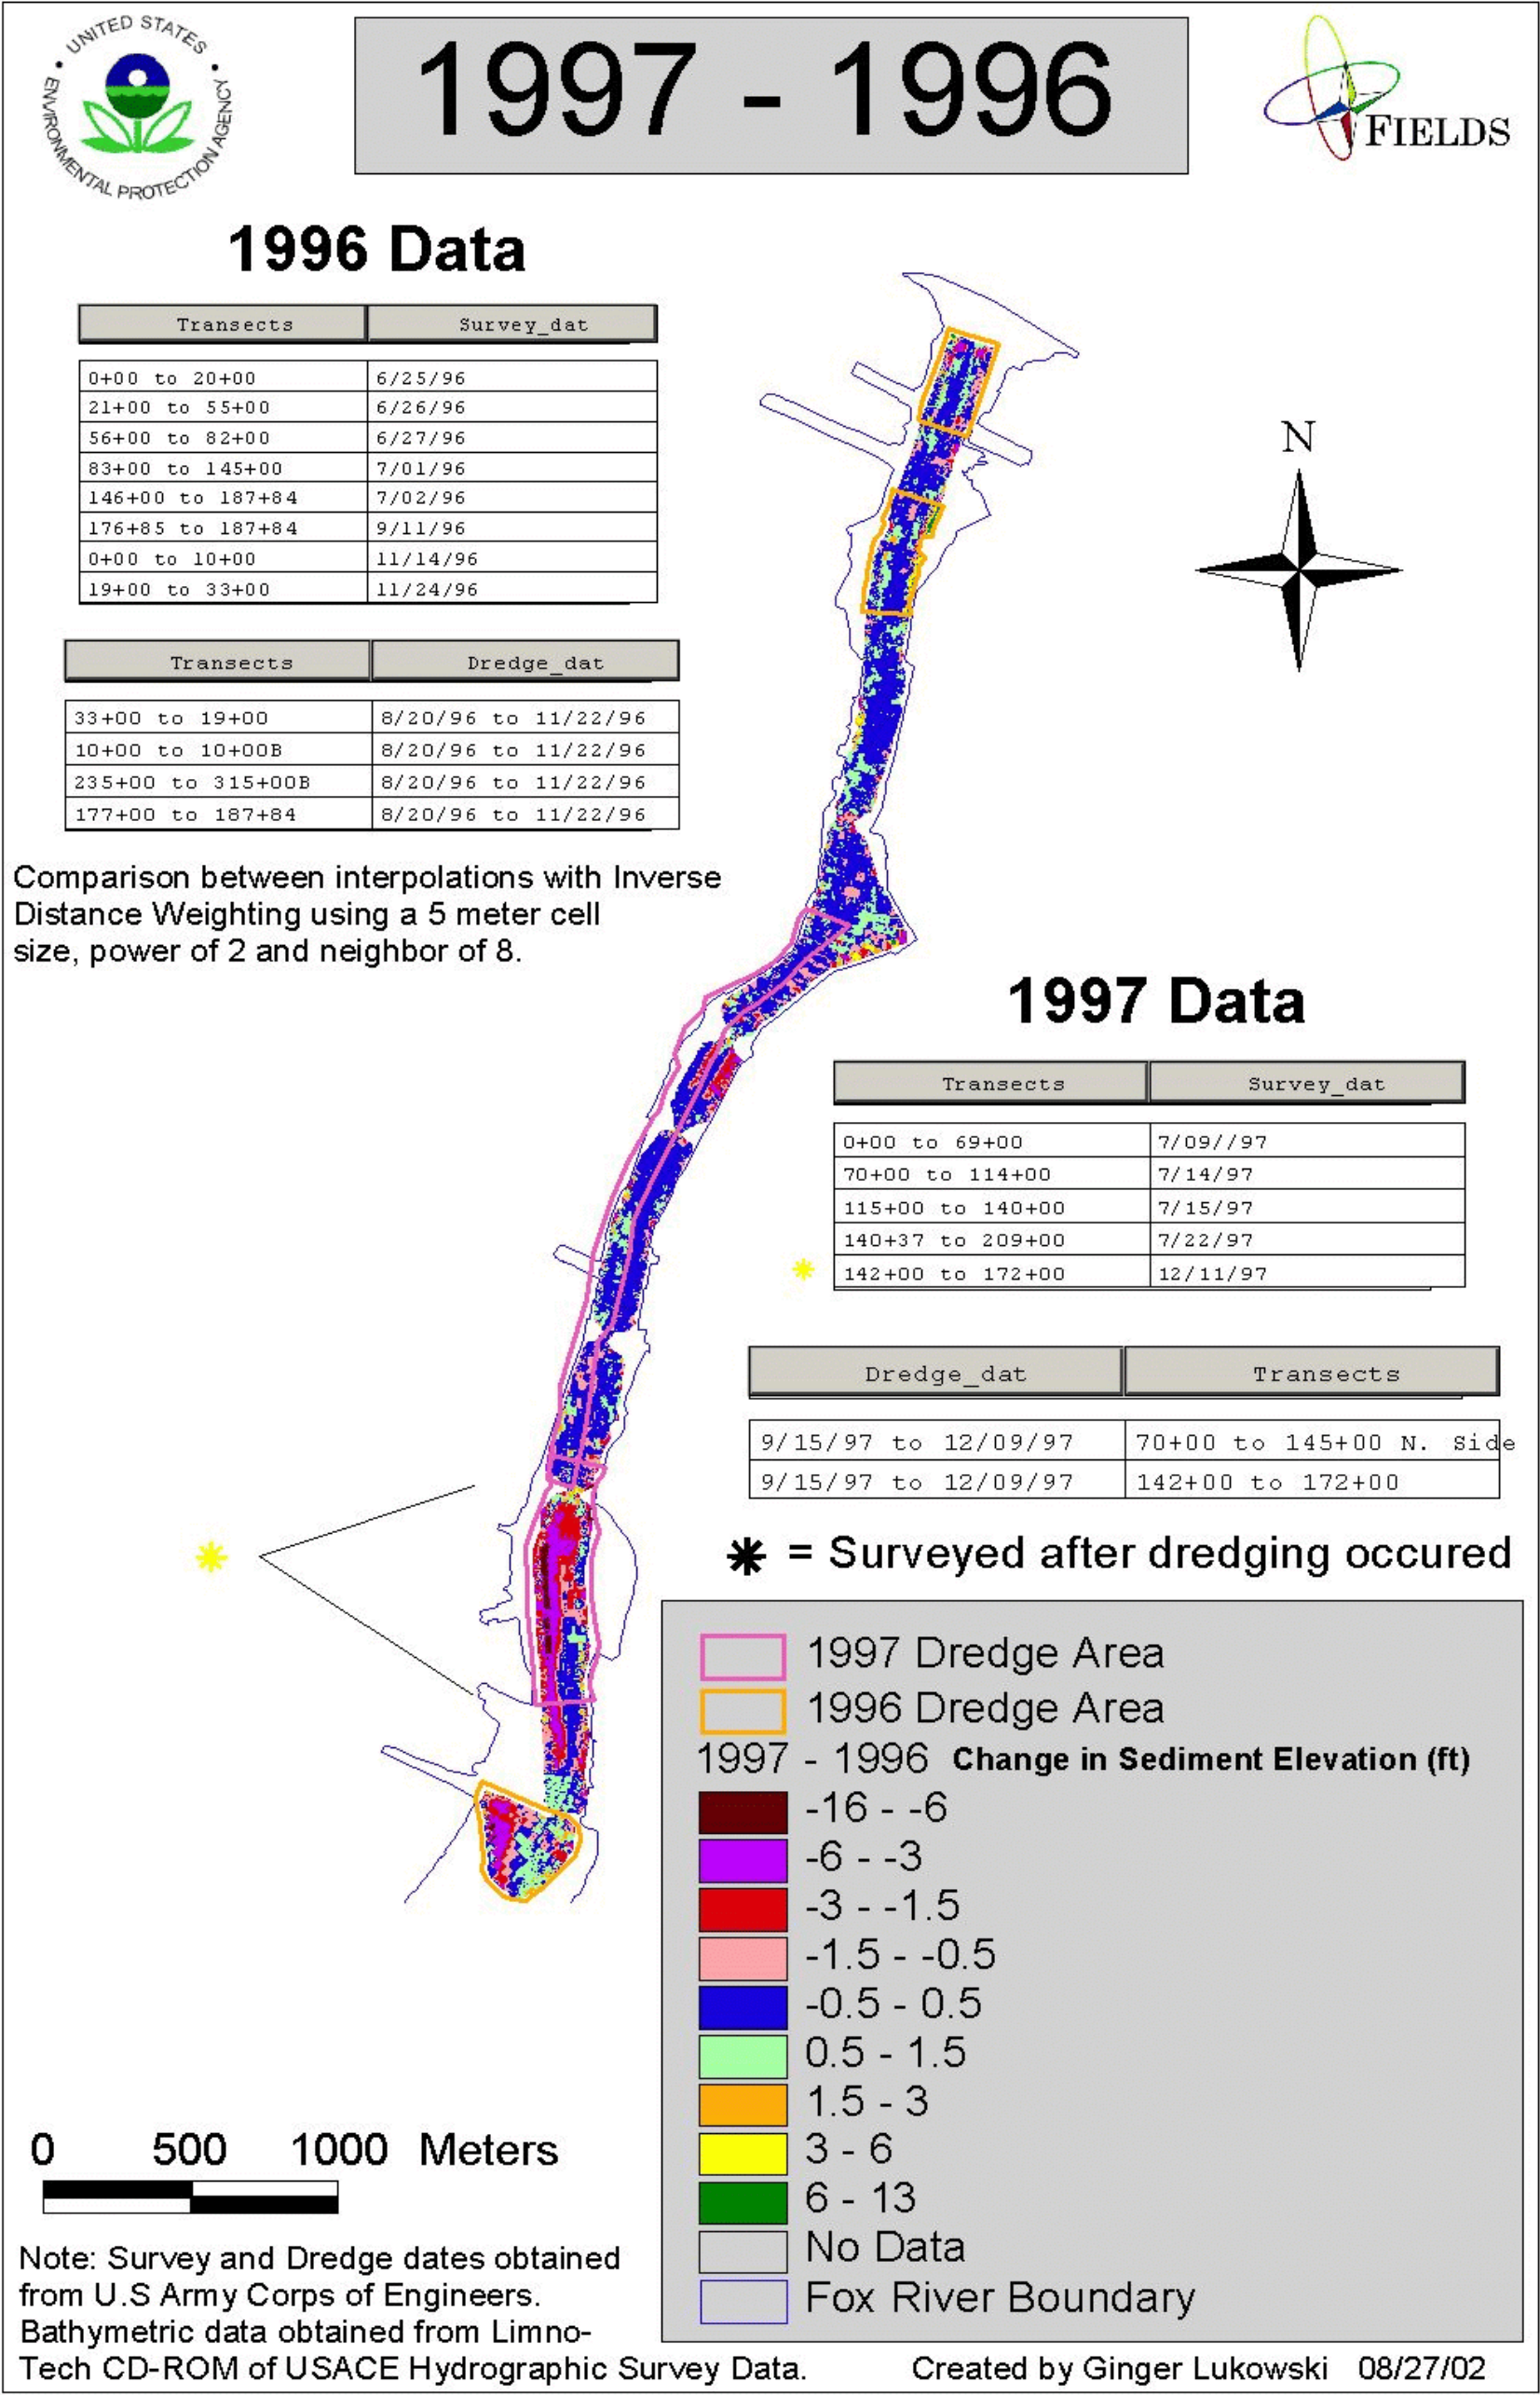 UNITED STATES
ENVIRONMENTAL PROTECTION AGENCY
1997 - 1996
FIELDS
1996 Data
Transects Survey_dat
0+00 to 20+00 6/25/96
21+00 to 55+00 6/26/96
56+00 to 82+00 6/27/96
83+00 to 145+00 7/01/96
146+00 to 187+84 7/02/96
176+85 to 187+84 9/11/96
0+00 to 10+00 11/14/96
19+00 to 33+00 11/24/96
N
Transects Dredge_dat
33+00 to 19+00 8/20/96 to 11/22/96
10+00 to 10+00B 8/20/96 to 11/22/96
235+00 to 315+00B 8/20/96 to 11/22/96
177+00 to 187+84 8/20/96 to 11/22/96
Comparison between interpolations with Inverse
Distance Weighting using a 5 meter cell
size, power of 2 and neighbor of 8.
1997 Data
Transects Survey_dat
0+00 to 69+00 7/09//97
70+00 to 114+00 7/14/97
115+00 to 140+00 7/15/97
140+37 to 209+00 7/22/97
* 142+00 to 172+00 12/11/97
Dredge_dat Transects
9/15/97 to 12/09/97 70+00 to 145+00 N. Side
9/15/97 to 12/09/97 142+00 to 172+00
*
* = Surveyed after dredging occured
1997 Dredge Area
1996 Dredge Area
1997 - 1996 Change in Sediment Elevation (ft)
-16 - -6
-6 - -3
-3 - -1.5
-1.5 - -0.5
-0.5 - 0.5
0.5 - 1.5
1.5 - 3
3 - 6
6 - 13
No Data
Fox River Boundary
0 500 1000 Meters
Note: Survey and Dredge dates obtained
from U.S Army Corps of Engineers.
Bathymetric data obtained from Limno-
Tech CD-ROM of USACE Hydrographic Survey Data.
Created by Ginger Lukowski 08/27/02